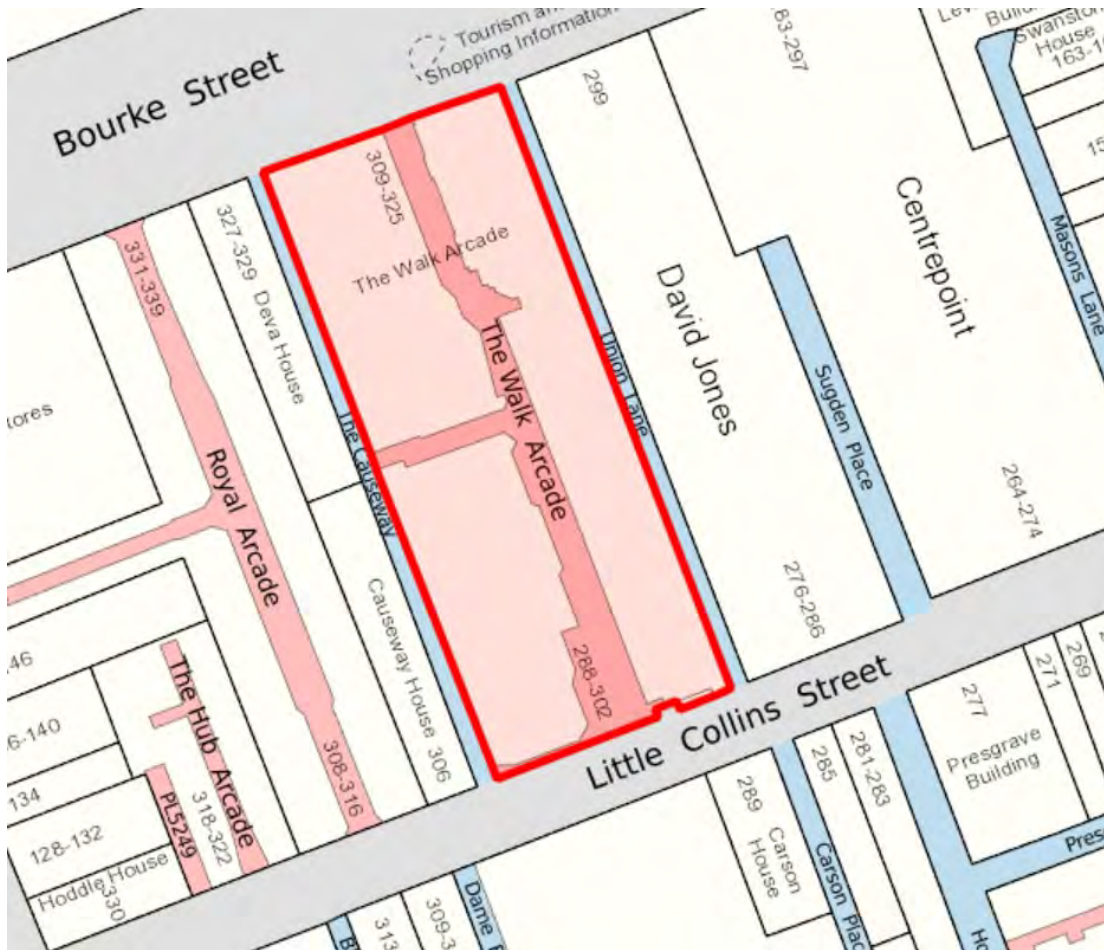 Tourism and
Shopping Information
Bourke Street
299
283-297
Swanston
House
Masons Lane
309-325
The Walk Arcade
The Walk Arcade
327-329 Deva House
331-339
Royal Arcade
The Causeway
Union Lane
David Jones
Centrepoint
Sugden Place
264-274
276-286
Causeway House 306
288-302
Little Collins Street
The Hub Arcade
PL5249
318-322
308-316
128-132
Hoddle House
330
134
289
Carson
House
Carson Place
285
281-283
277
Presgrave
Building
271
269
313